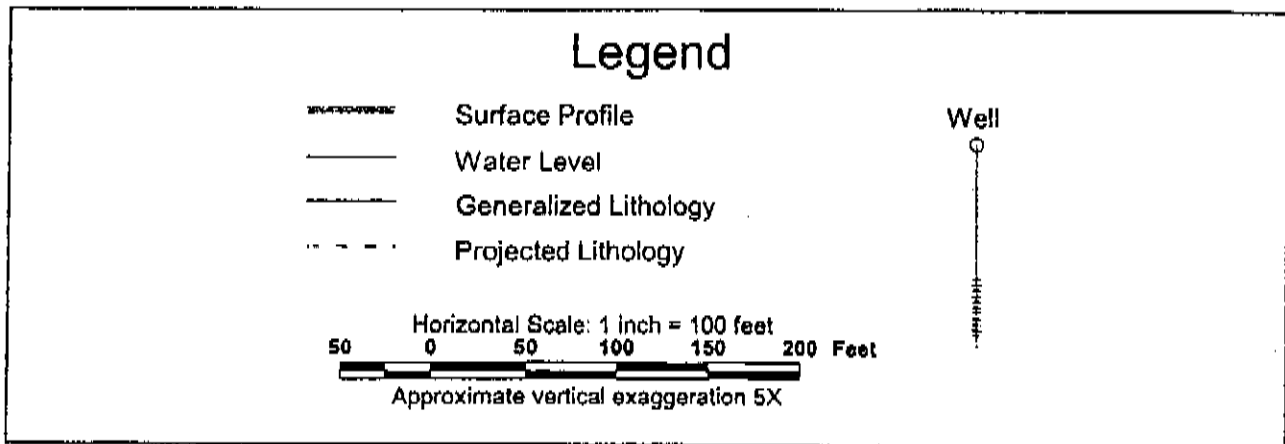 Legend
Surface Profile
Well
Water Level
Generalized Lithology
Projected Lithology
Horizontal Scale: 1 inch = 100 feet
50 0 50 100 150 200 Feet
Approximate vertical exaggeration 5X